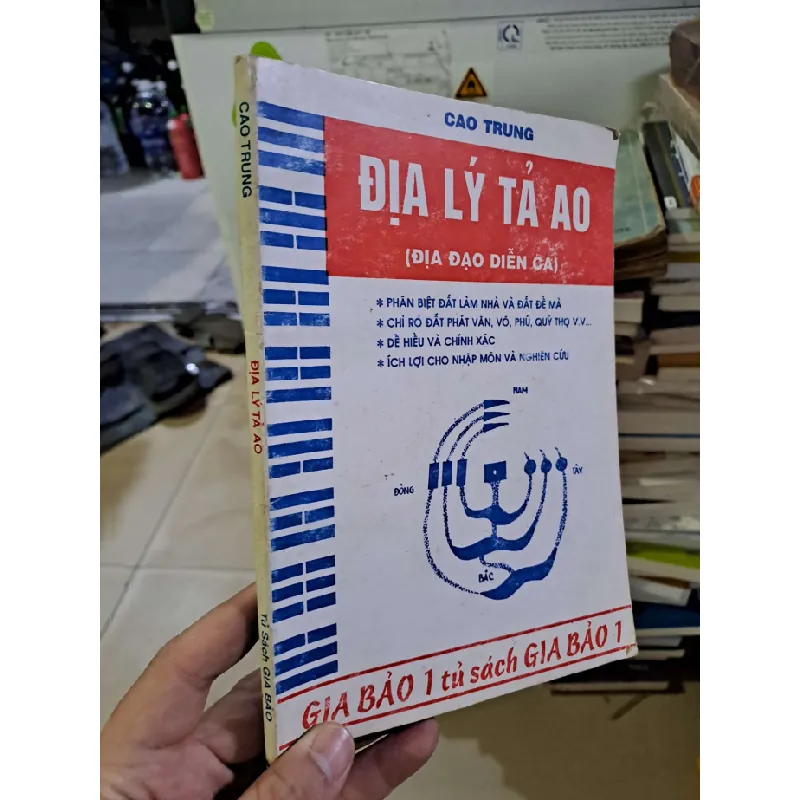 CAO TRUNG
ĐỊA LÝ TẢ AO
(ĐỊA ĐẠO DIỄN CA)
* PHÂN BIỆT ĐẤT LÀM NHÀ VÀ ĐẤT ĐỂ MẢ
* CHỈ RÕ ĐẤT PHÁT VĂN, VÕ, PHÚ, QUÝ THỌ V.V...
* DỄ HIỂU VÀ CHÍNH XÁC
* ÍCH LỢI CHO NHẬP MÔN VÀ NGHIÊN CỨU
NAM
ĐÔNG
TÂY
BẮC
GIA BẢO 1 tủ sách GIA BẢO 1
CAO TRUNG
ĐỊA LÝ TẢ AO
Tủ Sách GIA BẢO